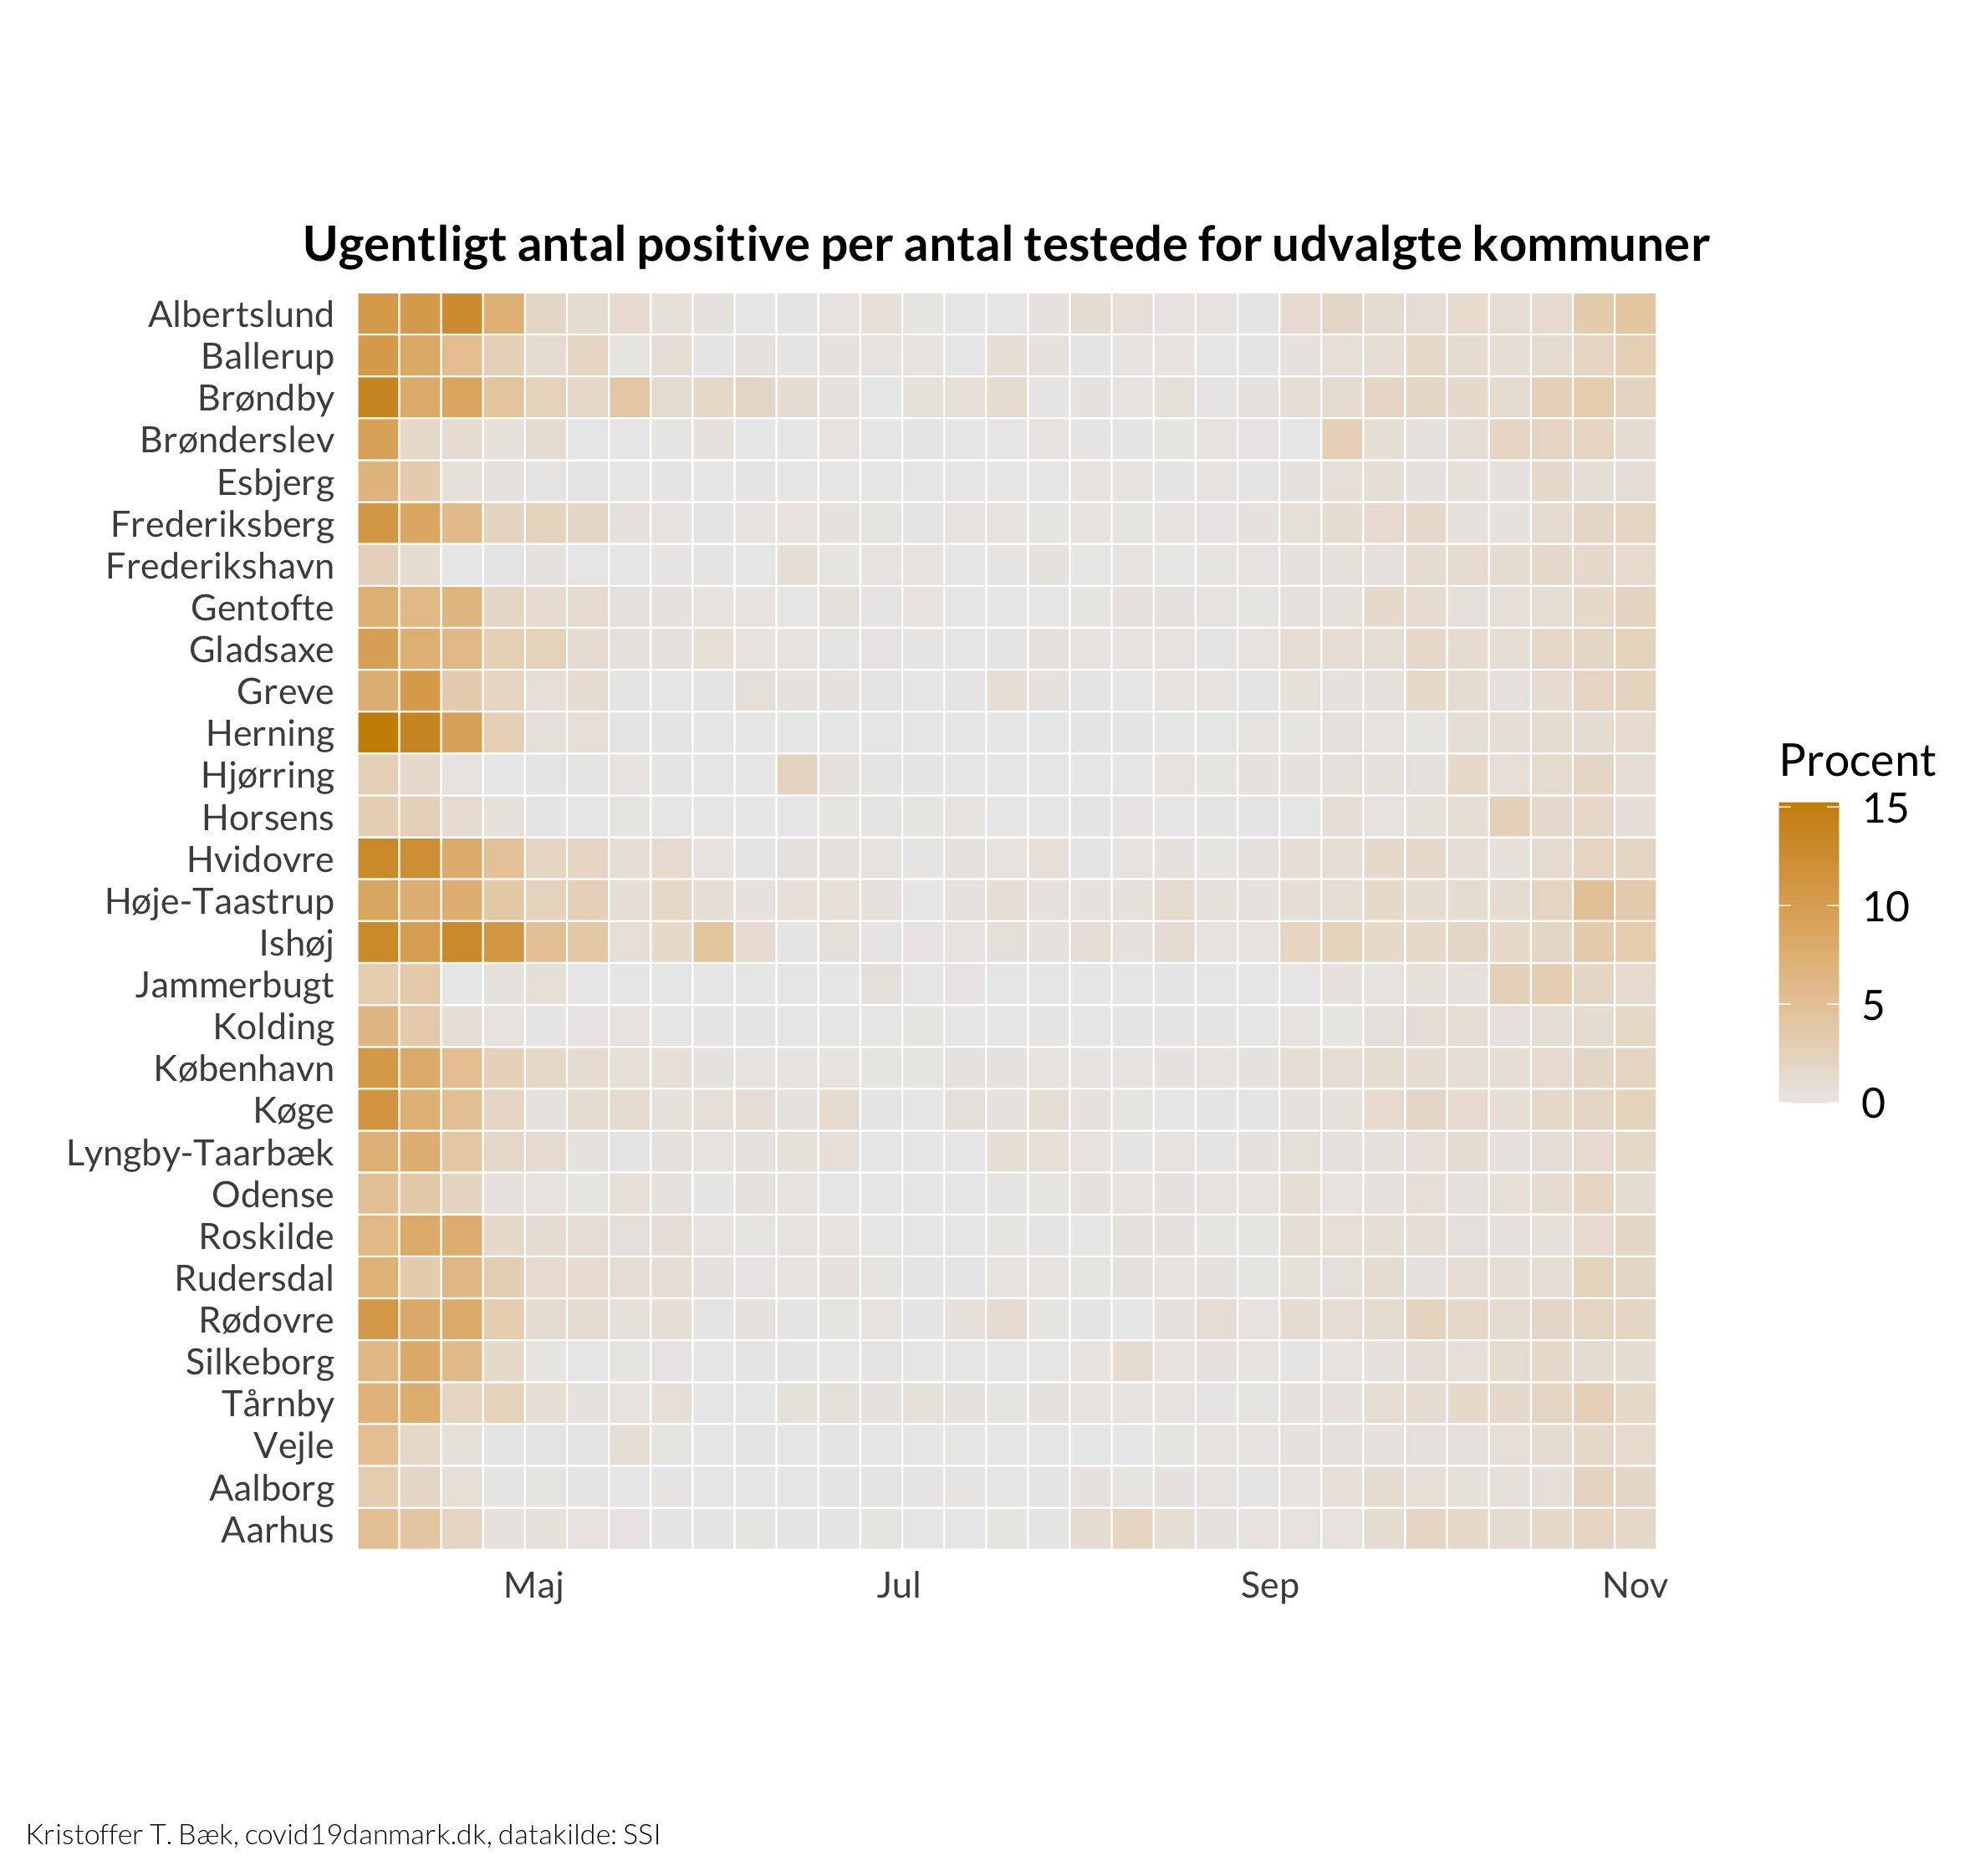 Ugentligt antal positive per antal testede for udvalgte kommuner
Albertslund
Ballerup
Brøndby
Brønderslev
Esbjerg
Frederiksberg
Frederikshavn
Gentofte
Gladsaxe
Greve
Herning
Hjørring
Horsens
Hvidovre
Høje-Taastrup
Ishøj
Jammerbugt
Kolding
København
Køge
Lyngby-Taarbæk
Odense
Roskilde
Rudersdal
Rødovre
Silkeborg
Tårnby
Vejle
Aalborg
Aarhus
Maj Jul Sep Nov
Procent
15
10
5
0
Kristoffer T. Bæk, covid19danmark.dk, datakilde: SSI